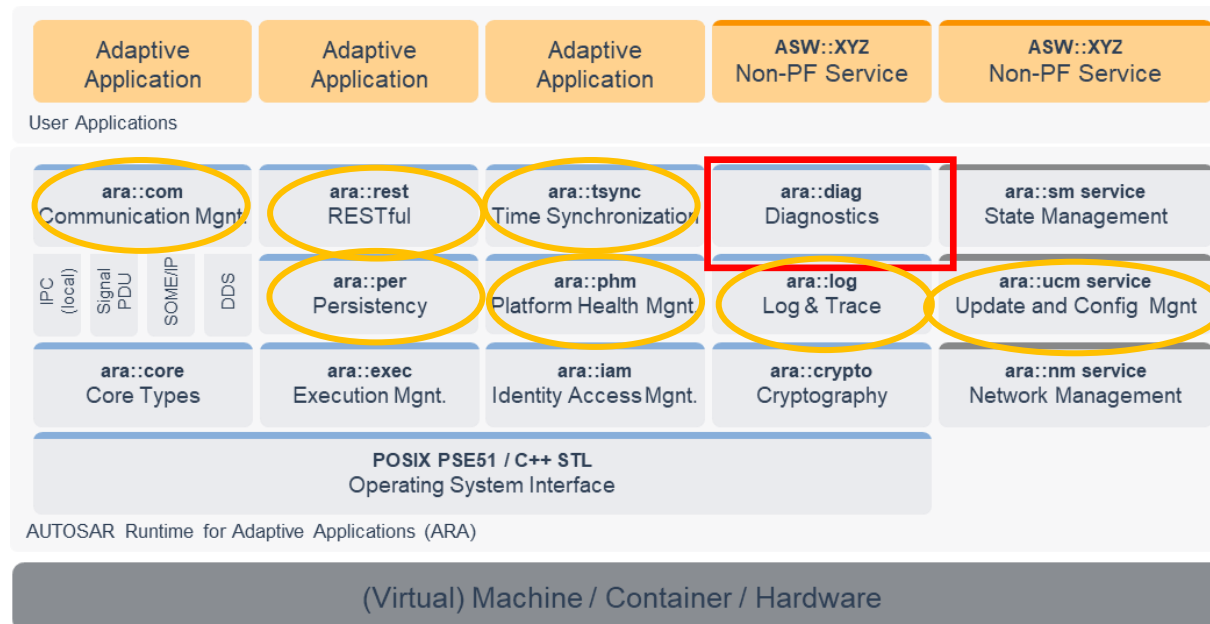 Adaptive
Application
Adaptive
Application
Adaptive
Application
ASW::XYZ
Non-PF Service
ASW::XYZ
Non-PF Service
User Applications
ara::com
Communication Mgnt.
ara::rest
RESTful
ara::tsync
Time Synchronization
ara::diag
Diagnostics
ara::sm service
State Management
IPC
(local)
Signal
PDU
SOME/IP
DDS
ara::per
Persistency
ara::phm
Platform Health Mgnt.
ara::log
Log & Trace
ara::ucm service
Update and Config Mgnt
ara::core
Core Types
ara::exec
Execution Mgnt.
ara::iam
Identity Access Mgnt.
ara::crypto
Cryptography
ara::nm service
Network Management
POSIX PSE51 / C++ STL
Operating System Interface
AUTOSAR Runtime for Adaptive Applications (ARA)
(Virtual) Machine / Container / Hardware